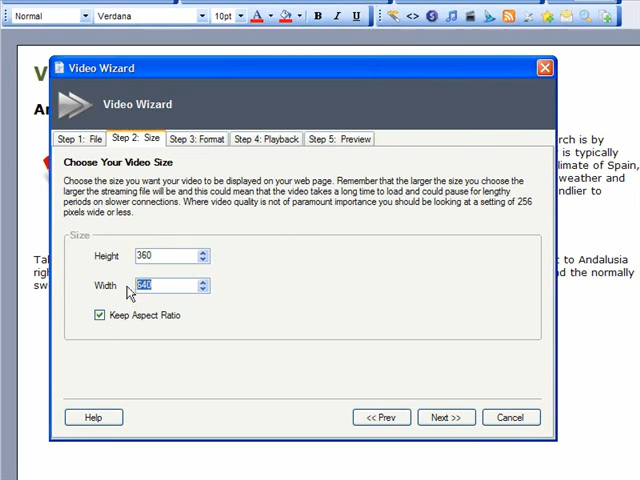 Normal Verdana 10pt A B I U
V
Video Wizard
Video Wizard
Ar
Step 1: File Step 2: Size Step 3: Format Step 4: Playback Step 5: Preview
rch is by
is typically
limate of Spain,
weather and
ndlier to
Choose Your Video Size
Choose the size you want your video to be displayed on your web page. Remember that the larger the size you choose the
larger the streaming file will be and this could mean that the video takes a long time to load and could pause for lengthy
periods on slower connections. Where video quality is not of paramount importance you should be looking at a setting of 256
pixels wide or less.
Size
Height 360
Width 640
Keep Aspect Ratio
Tal
righ
sw
to Andalusia
d the normally
Help << Prev Next >> Cancel